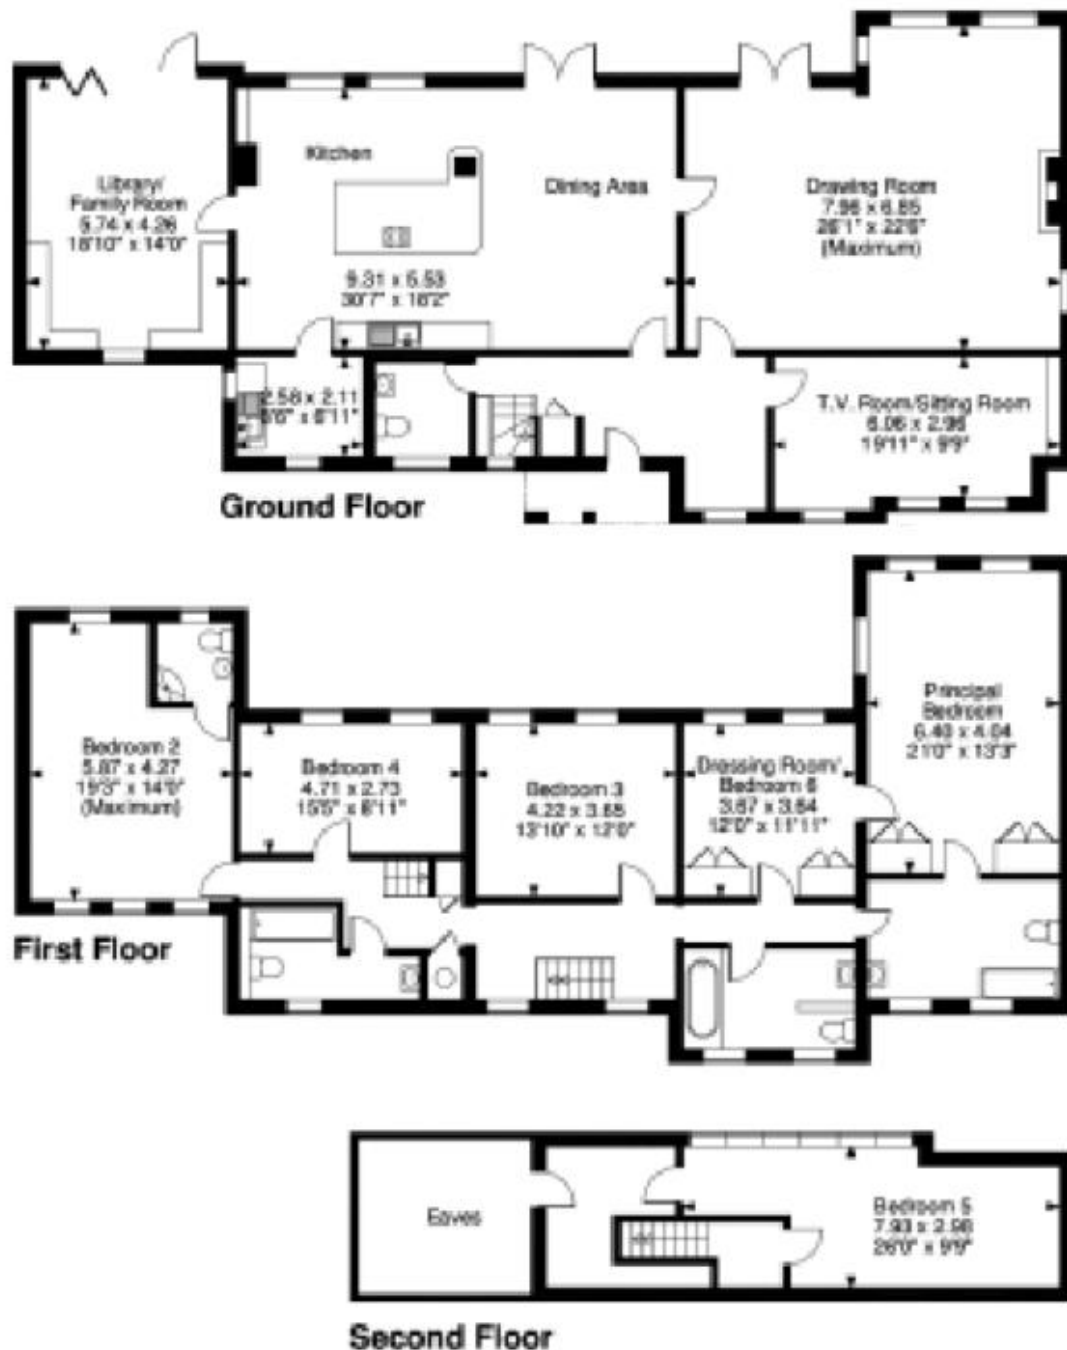 Library/
Family Room
5.74 x 4.26
18'10" x 14'0"
Kitchen
Dining Area
9.31 x 5.53
30'7" x 18'2"
Drawing Room
7.96 x 6.85
26'1" x 22'6"
(Maximum)
2.58 x 2.11
8'6" x 6'11"
T.V. Room/Sitting Room
6.06 x 2.96
19'11" x 9'9"
Ground Floor
Principal
Bedroom
6.40 x 4.04
21'0" x 13'3"
Bedroom 2
5.87 x 4.27
19'3" x 14'0"
(Maximum)
Bedroom 4
4.71 x 2.73
15'5" x 8'11"
Bedroom 3
4.22 x 3.65
13'10" x 12'0"
Dressing Room/
Bedroom 6
3.67 x 3.64
12'0" x 11'11"
First Floor
Eaves
Bedroom 5
7.93 x 2.98
26'0" x 9'9"
Second Floor